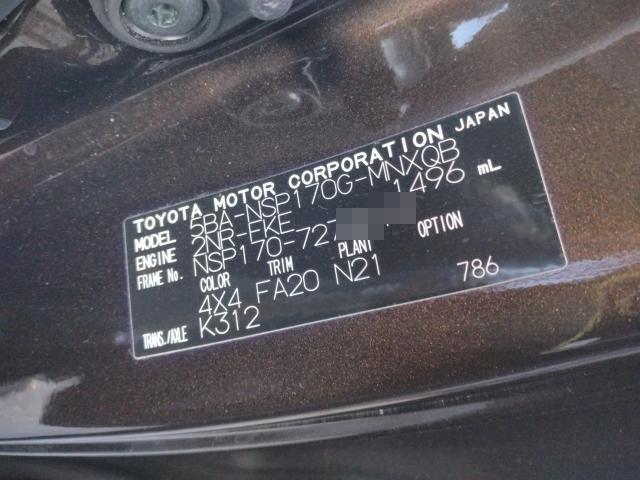 TOYOTA MOTOR CORPORATION JAPAN
MODEL 5BA-NSP170G-MNXQB
ENGINE 2NR-FKE 1496 mL
FRAME No. NSP170-727
COLOR TRIM PLANT OPTION
4X4 FA20 N21 786
TRANS./AXLE K312